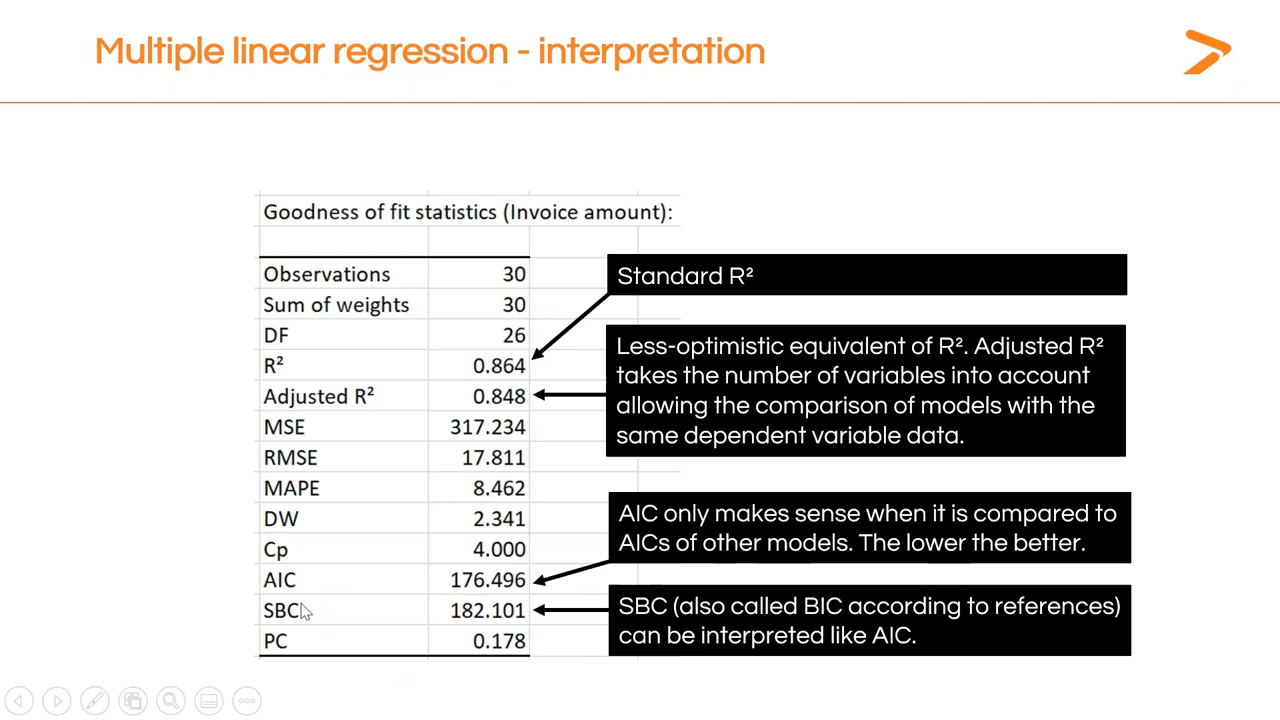 Multiple linear regression - interpretation
Goodness of fit statistics (Invoice amount):
Observations 30
Sum of weights 30
DF 26
R² 0.864
Adjusted R² 0.848
MSE 317.234
RMSE 17.811
MAPE 8.462
DW 2.341
Cp 4.000
AIC 176.496
SBC 182.101
PC 0.178
Standard R²
Less-optimistic equivalent of R². Adjusted R²
takes the number of variables into account
allowing the comparison of models with the
same dependent variable data.
AIC only makes sense when it is compared to
AICs of other models. The lower the better.
SBC (also called BIC according to references)
can be interpreted like AIC.